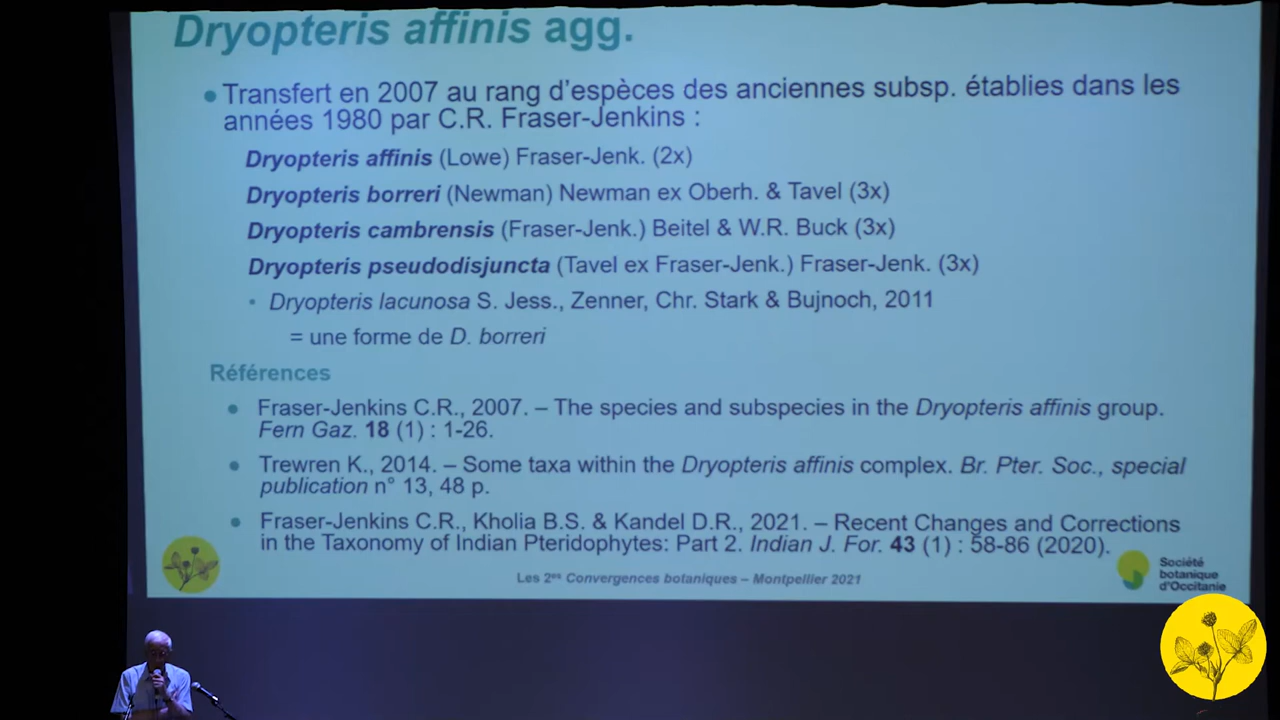 Dryopteris affinis agg.
• Transfert en 2007 au rang d'espèces des anciennes subsp. établies dans les
années 1980 par C.R. Fraser-Jenkins :
Dryopteris affinis (Lowe) Fraser-Jenk. (2x)
Dryopteris borreri (Newman) Newman ex Oberh. & Tavel (3x)
Dryopteris cambrensis (Fraser-Jenk.) Beitel & W.R. Buck (3x)
Dryopteris pseudodisjuncta (Tavel ex Fraser-Jenk.) Fraser-Jenk. (3x)
• Dryopteris lacunosa S. Jess., Zenner, Chr. Stark & Bujnoch, 2011
= une forme de D. borreri
Références
• Fraser-Jenkins C.R., 2007. – The species and subspecies in the Dryopteris affinis group.
Fern Gaz. 18 (1) : 1-26.
• Trewren K., 2014. – Some taxa within the Dryopteris affinis complex. Br. Pter. Soc., special
publication n° 13, 48 p.
• Fraser-Jenkins C.R., Kholia B.S. & Kandel D.R., 2021. – Recent Changes and Corrections
in the Taxonomy of Indian Pteridophytes: Part 2. Indian J. For. 43 (1) : 58-86 (2020).
Les 2es Convergences botaniques – Montpellier 2021
Société
botanique
d'Occitanie